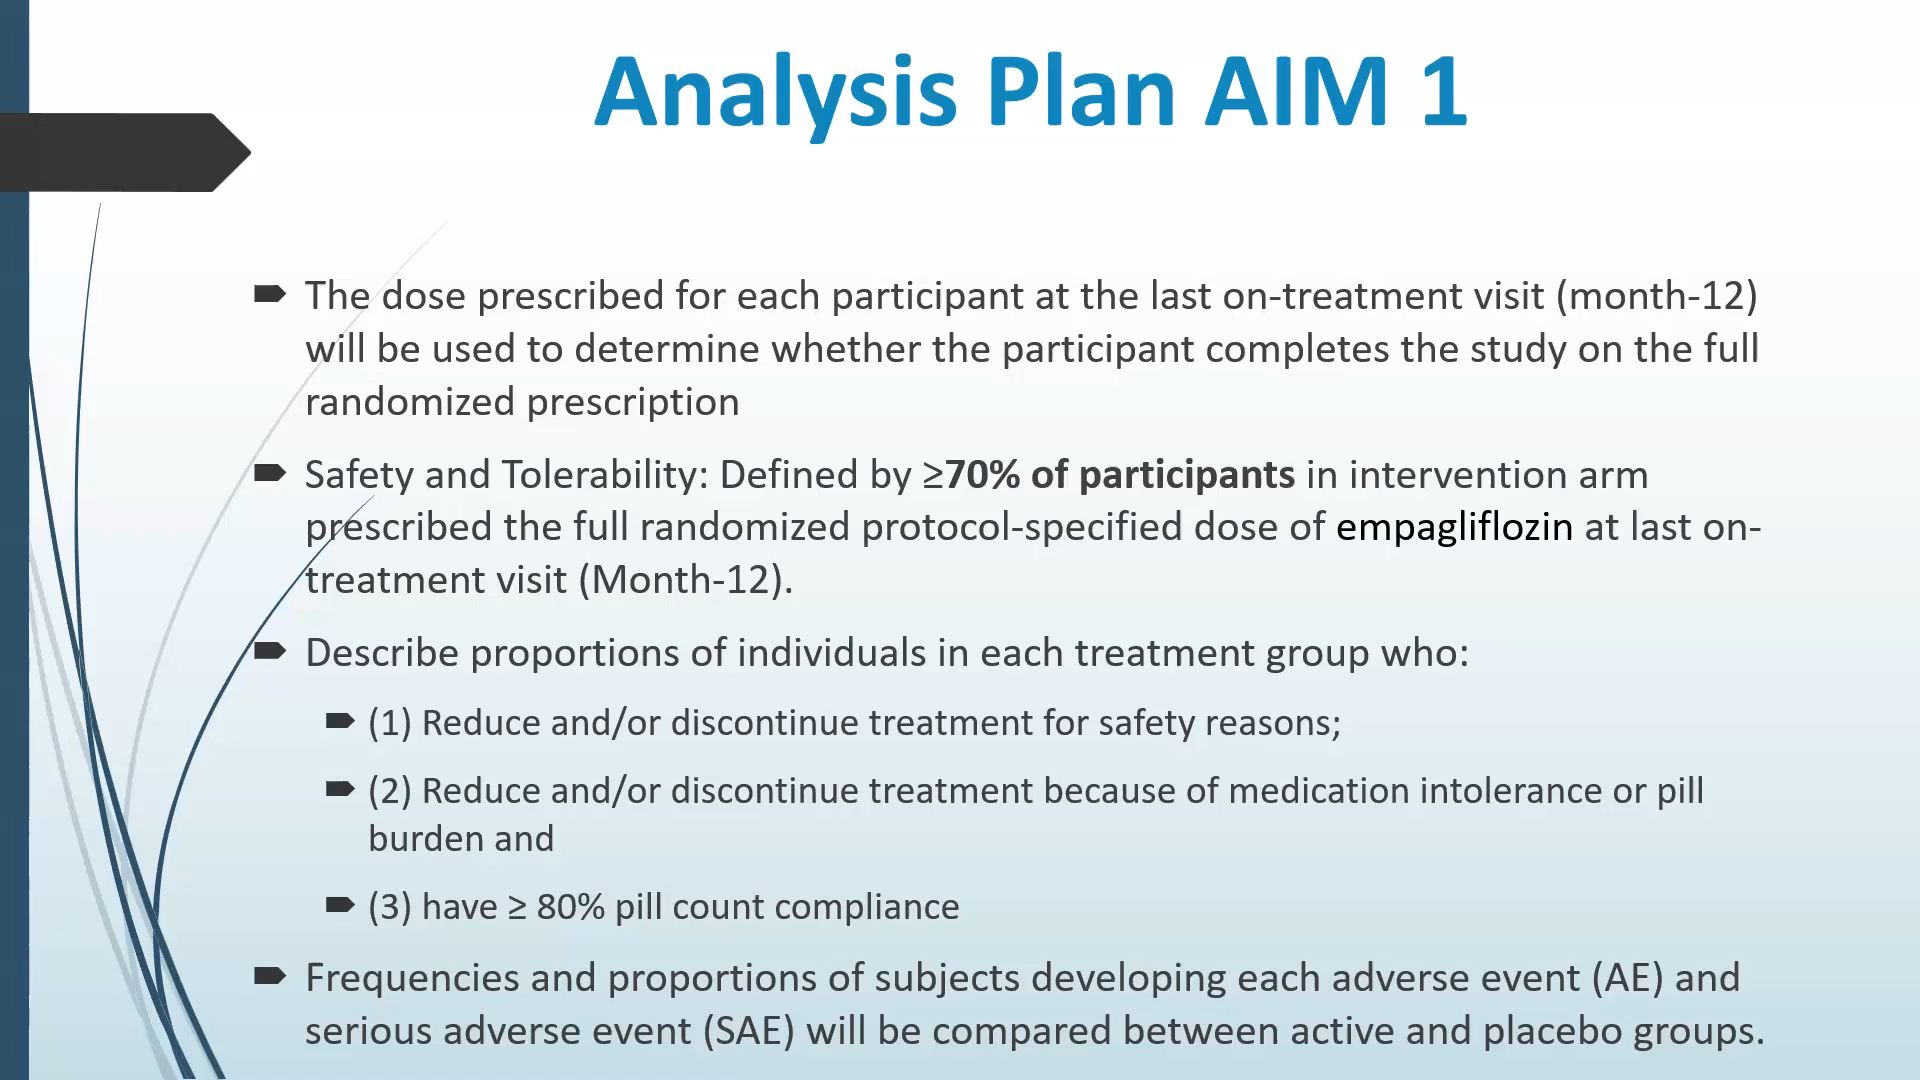 Analysis Plan AIM 1
The dose prescribed for each participant at the last on-treatment visit (month-12)
will be used to determine whether the participant completes the study on the full
randomized prescription
Safety and Tolerability: Defined by ≥70% of participants in intervention arm
prescribed the full randomized protocol-specified dose of empagliflozin at last on-
treatment visit (Month-12).
Describe proportions of individuals in each treatment group who:
(1) Reduce and/or discontinue treatment for safety reasons;
(2) Reduce and/or discontinue treatment because of medication intolerance or pill
burden and
(3) have ≥ 80% pill count compliance
Frequencies and proportions of subjects developing each adverse event (AE) and
serious adverse event (SAE) will be compared between active and placebo groups.